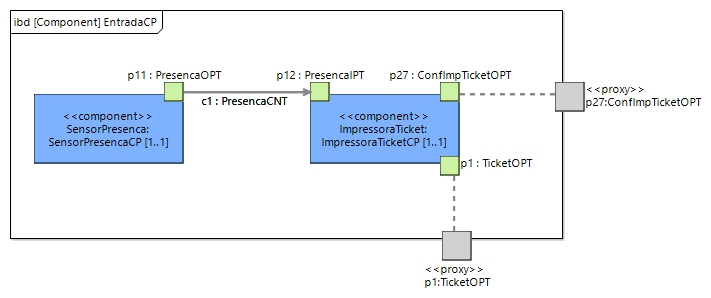 ibd [Component] EntradaCP
p11 : PresencaOPT
p12 : PresencaIPT
p27 : ConfImpTicketOPT
c1 : PresencaCNT
<<proxy>>
p27:ConfImpTicketOPT
<<component>>
SensorPresenca:
SensorPresencaCP [1..1]
<<component>>
ImpressoraTicket:
ImpressoraTicketCP [1..1]
p1 : TicketOPT
<<proxy>>
p1:TicketOPT